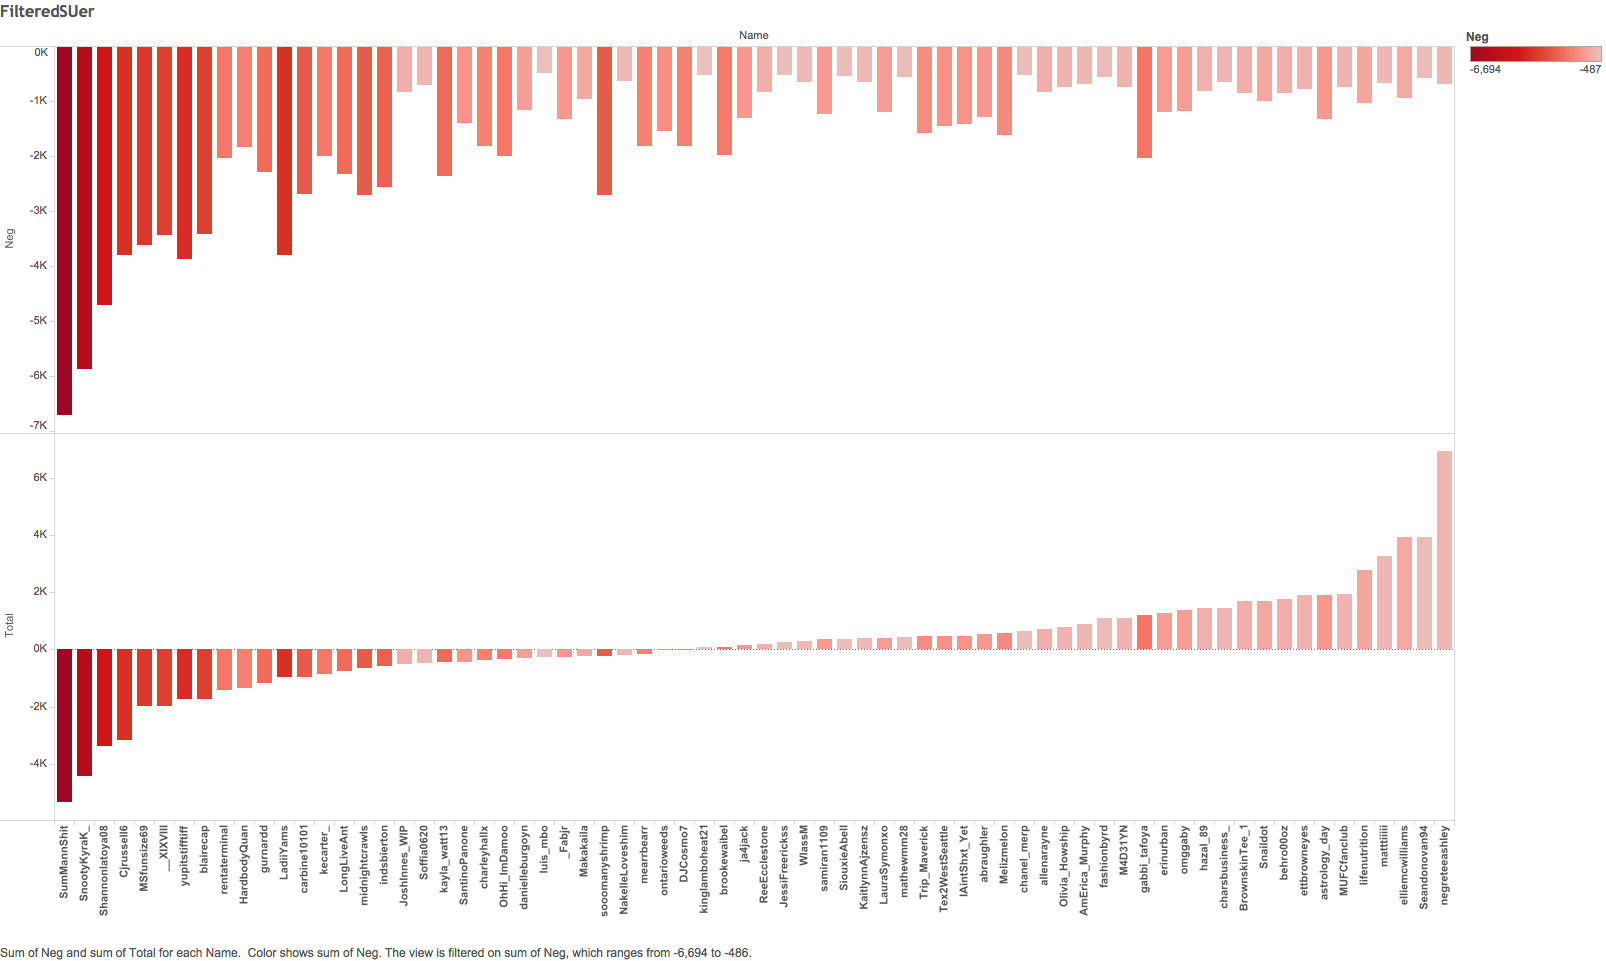 FilteredSUer
Name
Neg
-6,694 -487
0K
-1K
-2K
-3K
-4K
-5K
-6K
-7K
Neg
6K
4K
2K
0K
-2K
-4K
Total
SumMannShit
SnootyKyraK_
Shannonlatoya08
Cjrussell6
MSfunsize69
__XIXVIII
yupitstifftiff
blairecap
rentaterminal
HardbodyQuan
gurnardd
LadiiYams
carbine10101
kecarter_
LongLiveAnt
midnightcrawls
indsbierton
JoshInnes_WIP
Soffia0620
kayla_watt13
SantinoPanone
charleyhallx
OhHi_ImDamoo
danielleburgoyn
luis_mbo
_Fabjr
Makakaila
sooomanyshrimp
NakelleLoveshim
mearrbearr
ontarioweeds
DJCosmo7
kinglamboheat21
brookewaibel
ja4jack
ReeEcclestone
JessiFreerickss
WlassM
samiran1109
SiouxieAbell
KaitlynnAjzensz
LauraSymonxo
mathewmn28
Trip_Maverick
Tex2WestSeattle
IAintShxt_Yet
abraughler
Melizmelon
chanel_merp
allenarayne
Olivia_Howship
AmErica_Murphy
fashionbyrd
M4D31YN
gabbi_tafoya
erinurban
omggaby
hazal_89
charsbusiness_
BrownskinTee_1
Snaildot
behro00oz
ettbrowneyes
astrology_day
MUFCfanclub
lifenutrition
mattiiiii
elliemcwilliams
Seandonovan94
negreteeashley
Sum of Neg and sum of Total for each Name.  Color shows sum of Neg. The view is filtered on sum of Neg, which ranges from -6,694 to -486.